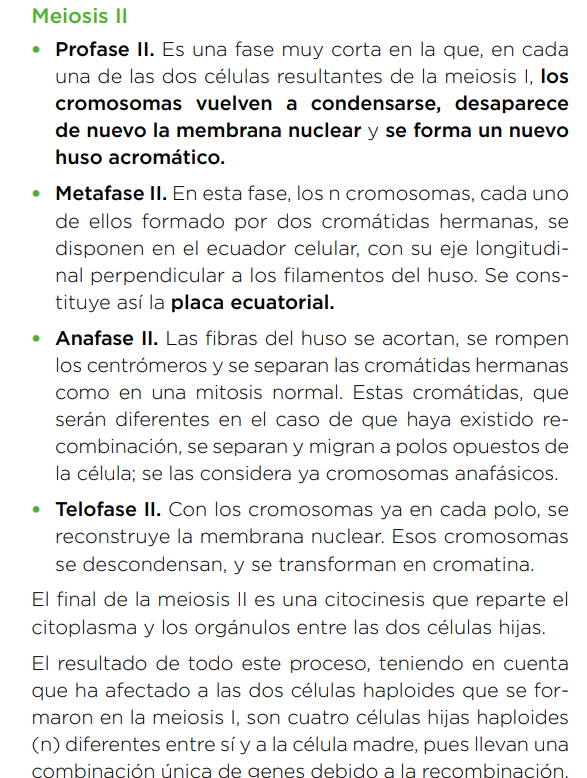 Meiosis II
• Profase II. Es una fase muy corta en la que, en cada
una de las dos células resultantes de la meiosis I, los
cromosomas vuelven a condensarse, desaparece
de nuevo la membrana nuclear y se forma un nuevo
huso acromático.
• Metafase II. En esta fase, los n cromosomas, cada uno
de ellos formado por dos cromátidas hermanas, se
disponen en el ecuador celular, con su eje longitudi-
nal perpendicular a los filamentos del huso. Se cons-
tituye así la placa ecuatorial.
• Anafase II. Las fibras del huso se acortan, se rompen
los centrómeros y se separan las cromátidas hermanas
como en una mitosis normal. Estas cromátidas, que
serán diferentes en el caso de que haya existido re-
combinación, se separan y migran a polos opuestos de
la célula; se las considera ya cromosomas anafásicos.
• Telofase II. Con los cromosomas ya en cada polo, se
reconstruye la membrana nuclear. Esos cromosomas
se descondensan, y se transforman en cromatina.
El final de la meiosis II es una citocinesis que reparte el
citoplasma y los orgánulos entre las dos células hijas.
El resultado de todo este proceso, teniendo en cuenta
que ha afectado a las dos células haploides que se for-
maron en la meiosis I, son cuatro células hijas haploides
(n) diferentes entre sí y a la célula madre, pues llevan una
combinación única de genes debido a la recombinación.